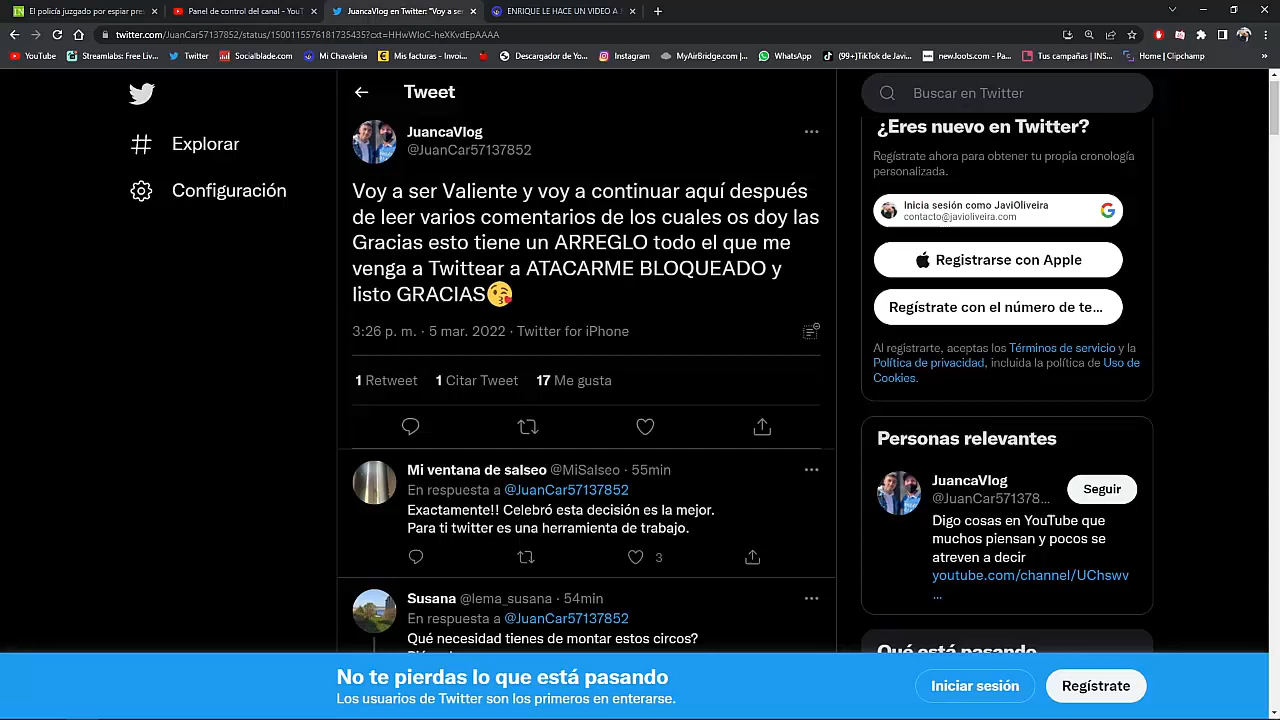 El policía juzgado por espiar pres
Panel de control del canal - YouT
JuancaVlog en Twitter: "Voy a ser
ENRIQUE LE HACE UN VIDEO A
twitter.com/JuanCar57137852/status/1500115576181735435?cxt=HHwWloC-heXKvdEpAAAA
YouTube
Streamlabs: Free Liv...
Twitter
Socialblade.com
Mi Chavaleria
Mis facturas - Invoi...
Descargador de Yo...
Instagram
MyAirBridge.com |...
WhatsApp
(99+)TikTok de Javi...
new.loots.com - Pa...
Tus campañas | INS...
Home | Clipchamp
Explorar
Configuración
Tweet
JuancaVlog
@JuanCar57137852
Voy a ser Valiente y voy a continuar aquí después
de leer varios comentarios de los cuales os doy las
Gracias esto tiene un ARREGLO todo el que me
venga a Twittear a ATACARME BLOQUEADO y
listo GRACIAS😘
3:26 p. m. · 5 mar. 2022 · Twitter for iPhone
1 Retweet 1 Citar Tweet 17 Me gusta
Mi ventana de salseo @MiSalseo · 55min
En respuesta a @JuanCar57137852
Exactamente!! Celebró esta decisión es la mejor.
Para ti twitter es una herramienta de trabajo.
3
Susana @lema_susana · 54min
En respuesta a @JuanCar57137852
Qué necesidad tienes de montar estos circos?
Buscar en Twitter
¿Eres nuevo en Twitter?
Regístrate ahora para obtener tu propia cronología
personalizada.
Inicia sesión como JaviOliveira
contacto@javioliveira.com
Registrarse con Apple
Regístrate con el número de te...
Al registrarte, aceptas los Términos de servicio y la
Política de privacidad, incluida la política de Uso de
Cookies.
Personas relevantes
JuancaVlog
@JuanCar571378...
Seguir
Digo cosas en YouTube que
muchos piensan y pocos se
atreven a decir
youtube.com/channel/UChswv
...
Qué está pasando
No te pierdas lo que está pasando
Los usuarios de Twitter son los primeros en enterarse.
Iniciar sesión
Regístrate